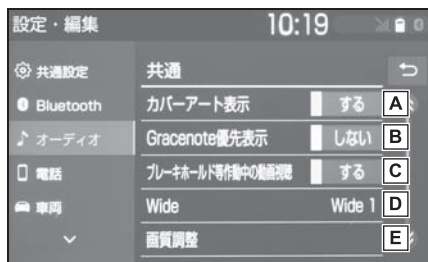 設定・編集 10:19
共通設定
Bluetooth
オーディオ
電話
車両
共通
カバーアート表示 する A
Gracenote優先表示 しない B
ブレーキホールド等作動中の動画視聴 する C
Wide Wide 1 D
画質調整 E